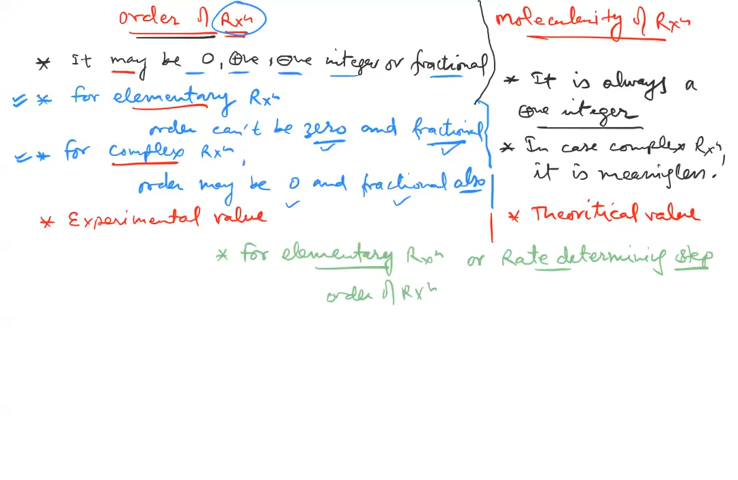 order of Rxⁿ
* It may be 0, ⊕ve, ⊖ve integer or fractional
* for elementary Rxⁿ
order can't be zero and fractional
* for complex Rxⁿ,
order may be 0 and fractional also
* Experimental value
molecularity of Rxⁿ
* It is always a
⊕ve integer
* In case complex Rxⁿ,
it is meaningless.
* Theoritical value
* for elementary Rxⁿ or Rate determining step
order of Rxⁿ